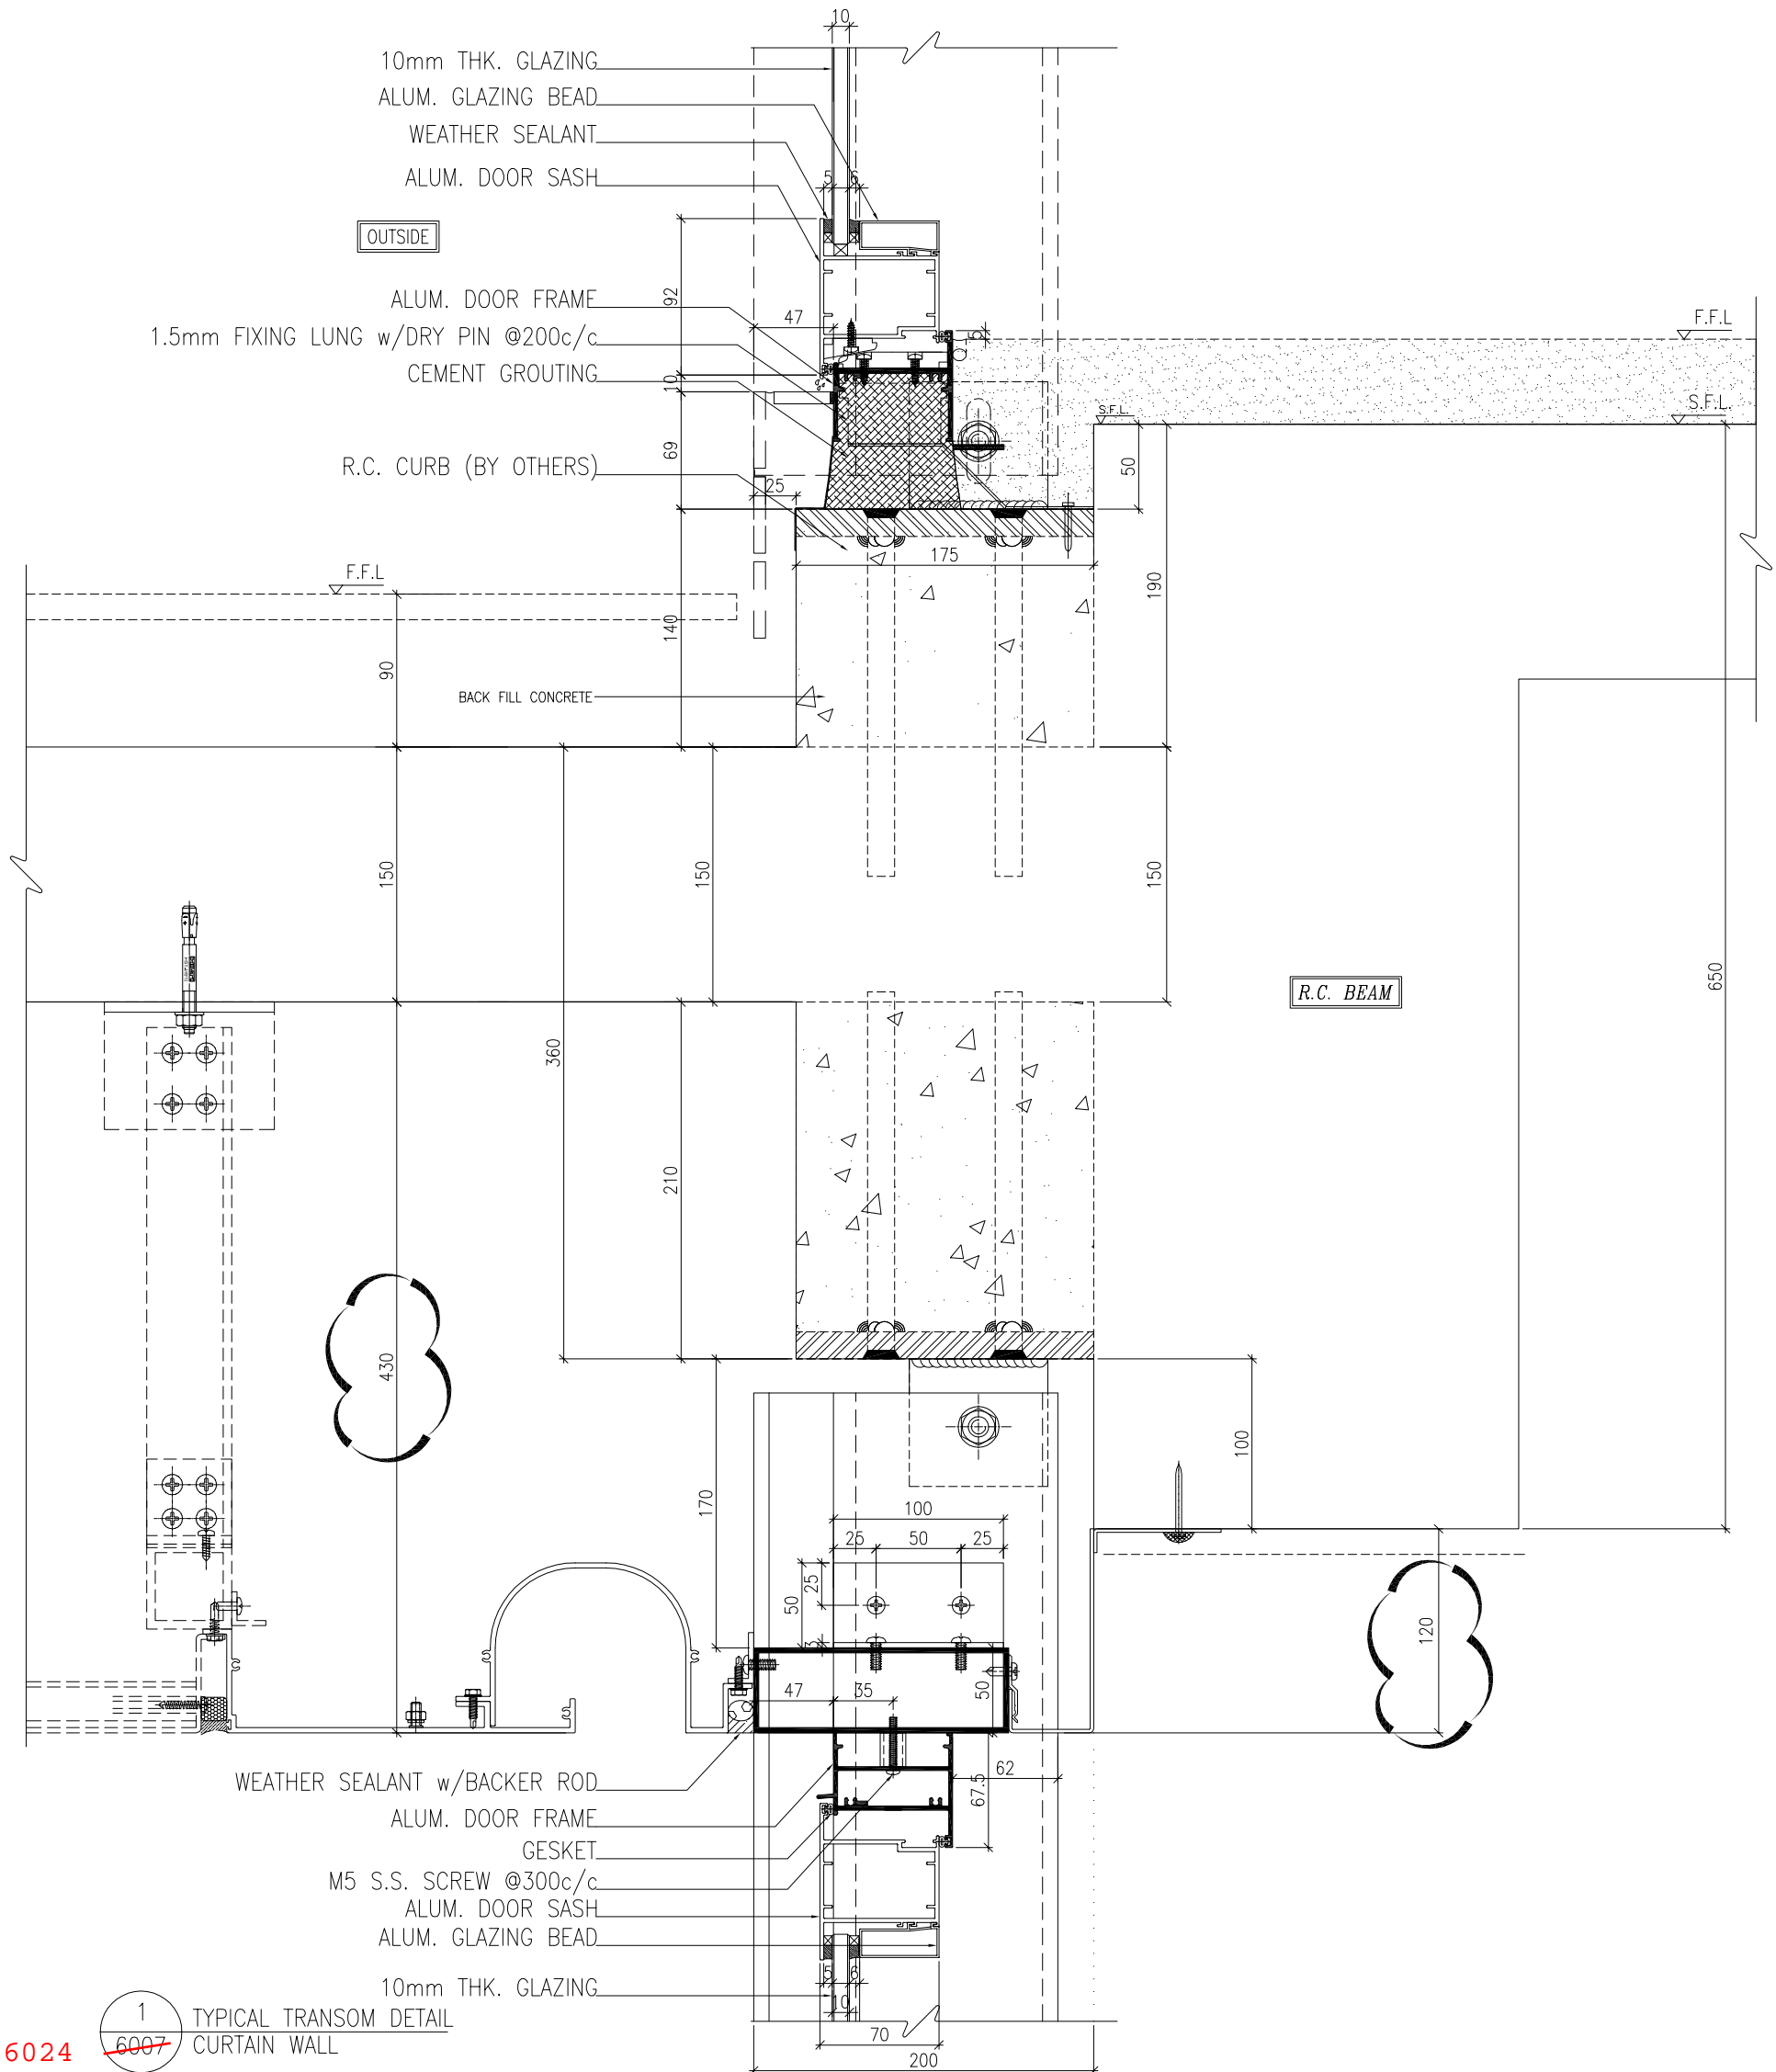 10
10mm THK. GLAZING
ALUM. GLAZING BEAD
WEATHER SEALANT
ALUM. DOOR SASH
5
6
OUTSIDE
92
ALUM. DOOR FRAME
47
5
F.F.L
1.5mm FIXING LUNG w/DRY PIN @200c/c
CEMENT GROUTING
10
S.F.L.
S.F.L.
69
50
R.C. CURB (BY OTHERS)
25
175
F.F.L
190
140
90
BACK FILL CONCRETE
150
150
150
650
R.C. BEAM
360
210
430
100
170
100
25
50
25
25
50
3
120
47
35
50
WEATHER SEALANT w/BACKER ROD
62
67.5
ALUM. DOOR FRAME
GESKET
M5 S.S. SCREW @300c/c
ALUM. DOOR SASH
ALUM. GLAZING BEAD
5
6
10mm THK. GLAZING
10
1
TYPICAL TRANSOM DETAIL
6024
6007
CURTAIN WALL
70
200